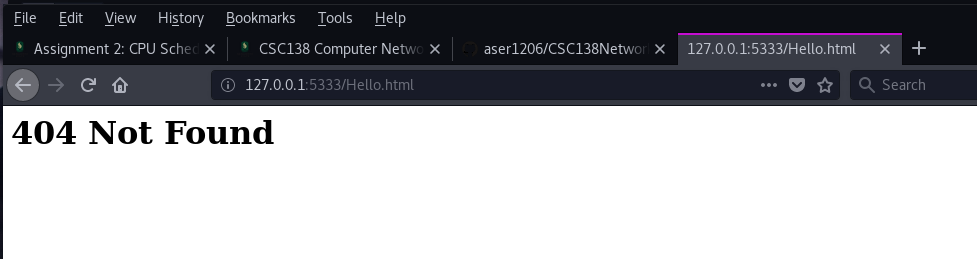 File Edit View History Bookmarks Tools Help
Assignment 2: CPU Sched CSC138 Computer Netwo aser1206/CSC138Networ 127.0.0.1:5333/Hello.html
127.0.0.1:5333/Hello.html Search
404 Not Found